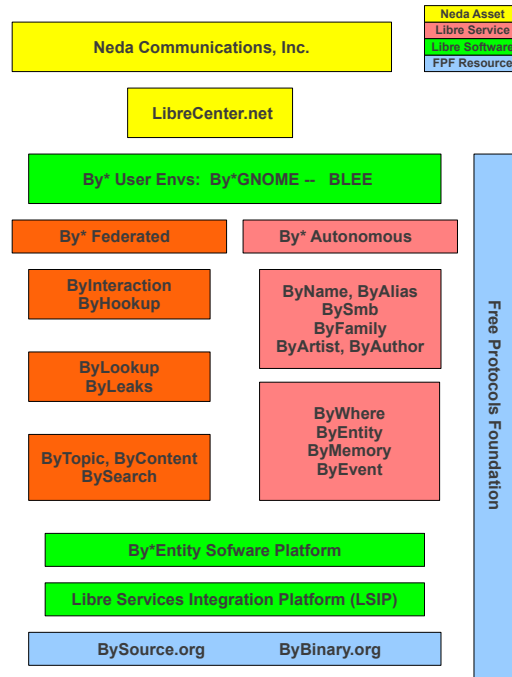 Neda Communications, Inc.
Neda Asset
Libre Service
Libre Software
FPF Resource
LibreCenter.net
By* User Envs: By*GNOME -- BLEE
By* Federated
By* Autonomous
ByInteraction
ByHookup
ByName, ByAlias
BySmb
ByFamily
ByArtist, ByAuthor
ByLookup
ByLeaks
ByWhere
ByEntity
ByMemory
ByEvent
ByTopic, ByContent
BySearch
Free Protocols Foundation
By*Entity Sofware Platform
Libre Services Integration Platform (LSIP)
BySource.org ByBinary.org